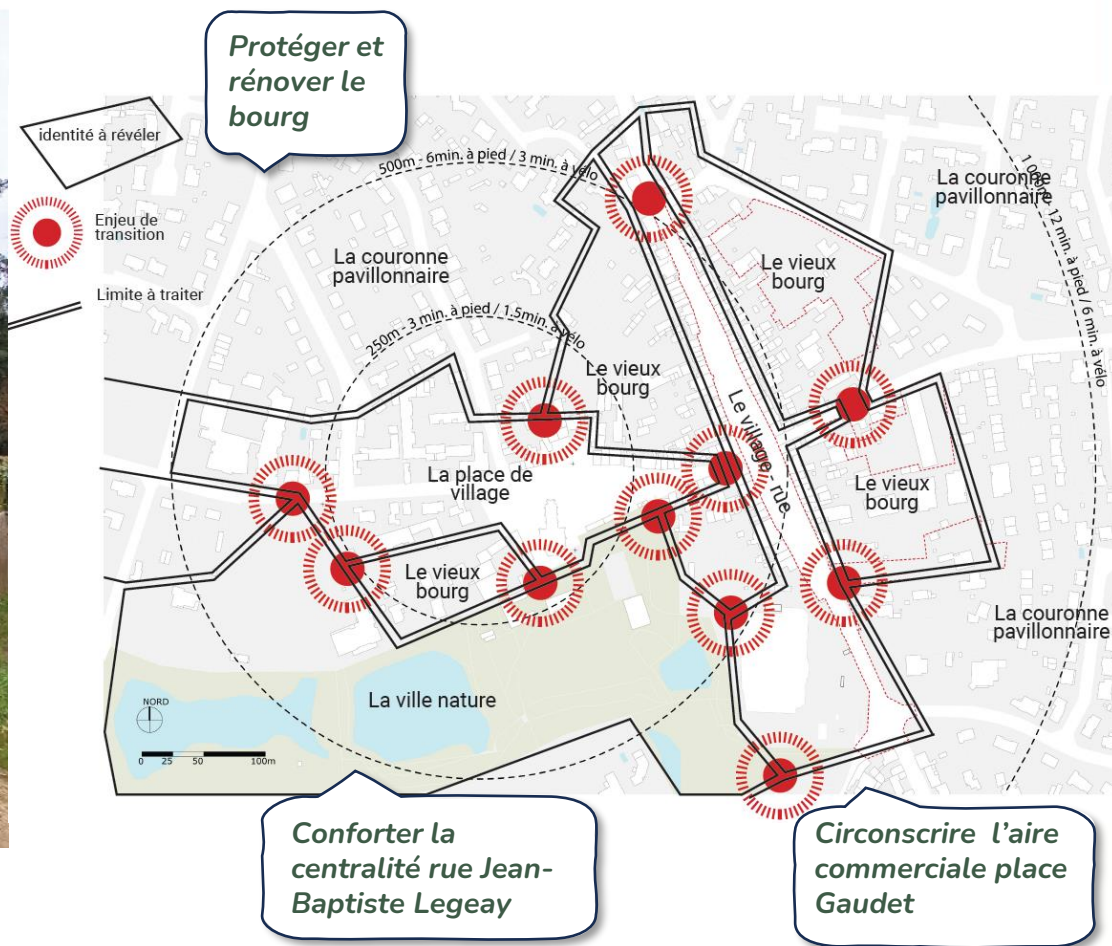 Protéger et
rénover le
bourg
identité à révéler
Enjeu de
transition
Limite à traiter
500m - 6min. à pied / 3 min. à vélo
250m - 3 min. à pied / 1.5min. à vélo
1 000m - 12 min. à pied / 6 min. à vélo
La couronne
pavillonnaire
La couronne
pavillonnaire
Le vieux
bourg
Le vieux
bourg
Le village - rue
La place de
village
Le vieux
bourg
Le vieux
bourg
La couronne
pavillonnaire
La ville nature
NORD
0 25 50 100m
Conforter la
centralité rue Jean-
Baptiste Legeay
Circonscrire l’aire
commerciale place
Gaudet